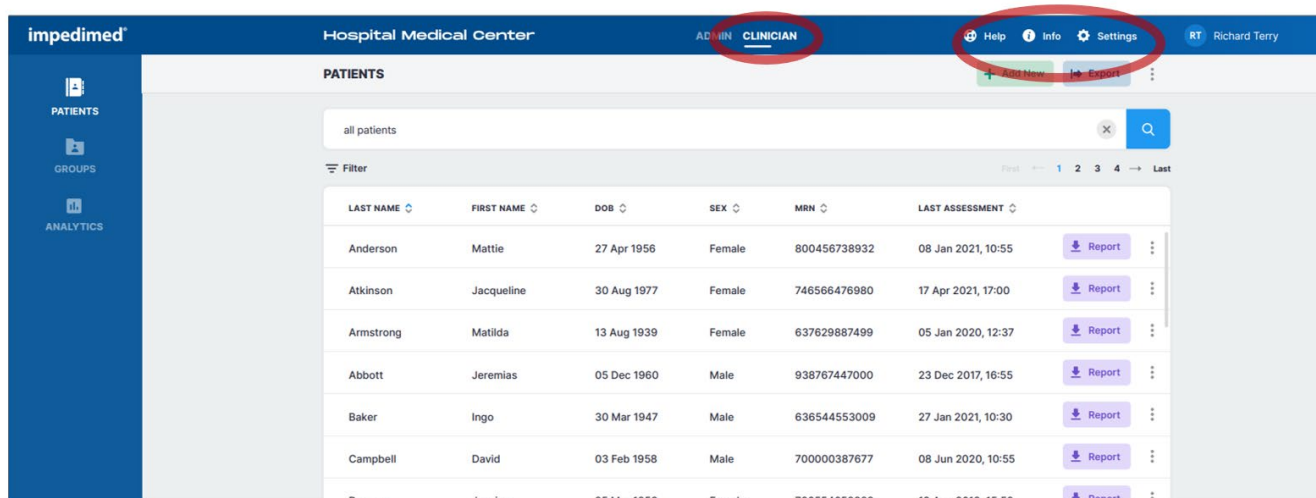 impedimed®
Hospital Medical Center
ADMIN CLINICIAN
Help Info Settings
RT Richard Terry
PATIENTS
GROUPS
ANALYTICS
PATIENTS
Add New Export
all patients
Filter
First ← 1 2 3 4 → Last
LAST NAME FIRST NAME DOB SEX MRN LAST ASSESSMENT
Anderson Mattie 27 Apr 1956 Female 800456738932 08 Jan 2021, 10:55 Report
Atkinson Jacqueline 30 Aug 1977 Female 746566476980 17 Apr 2021, 17:00 Report
Armstrong Matilda 13 Aug 1939 Female 637629887499 05 Jan 2020, 12:37 Report
Abbott Jeremias 05 Dec 1960 Male 938767447000 23 Dec 2017, 16:55 Report
Baker Ingo 30 Mar 1947 Male 636544553009 27 Jan 2021, 10:30 Report
Campbell David 03 Feb 1958 Male 700000387677 08 Jun 2020, 10:55 Report